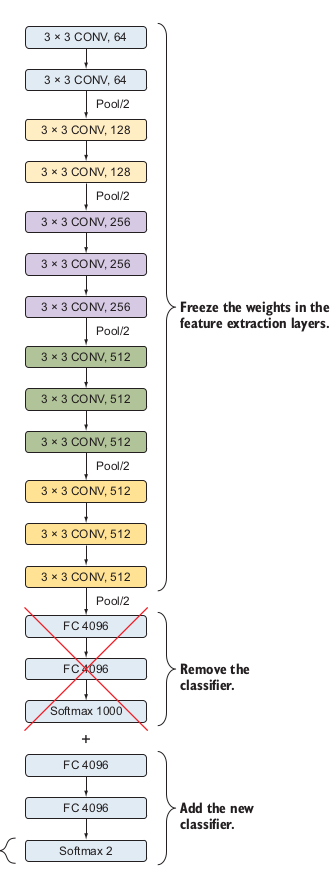 3 × 3 CONV, 64
3 × 3 CONV, 64
Pool/2
3 × 3 CONV, 128
3 × 3 CONV, 128
Pool/2
3 × 3 CONV, 256
3 × 3 CONV, 256
3 × 3 CONV, 256
Freeze the weights in the
feature extraction layers.
Pool/2
3 × 3 CONV, 512
3 × 3 CONV, 512
3 × 3 CONV, 512
Pool/2
3 × 3 CONV, 512
3 × 3 CONV, 512
3 × 3 CONV, 512
Pool/2
FC 4096
FC 4096
Softmax 1000
Remove the
classifier.
+
FC 4096
FC 4096
Softmax 2
Add the new
classifier.